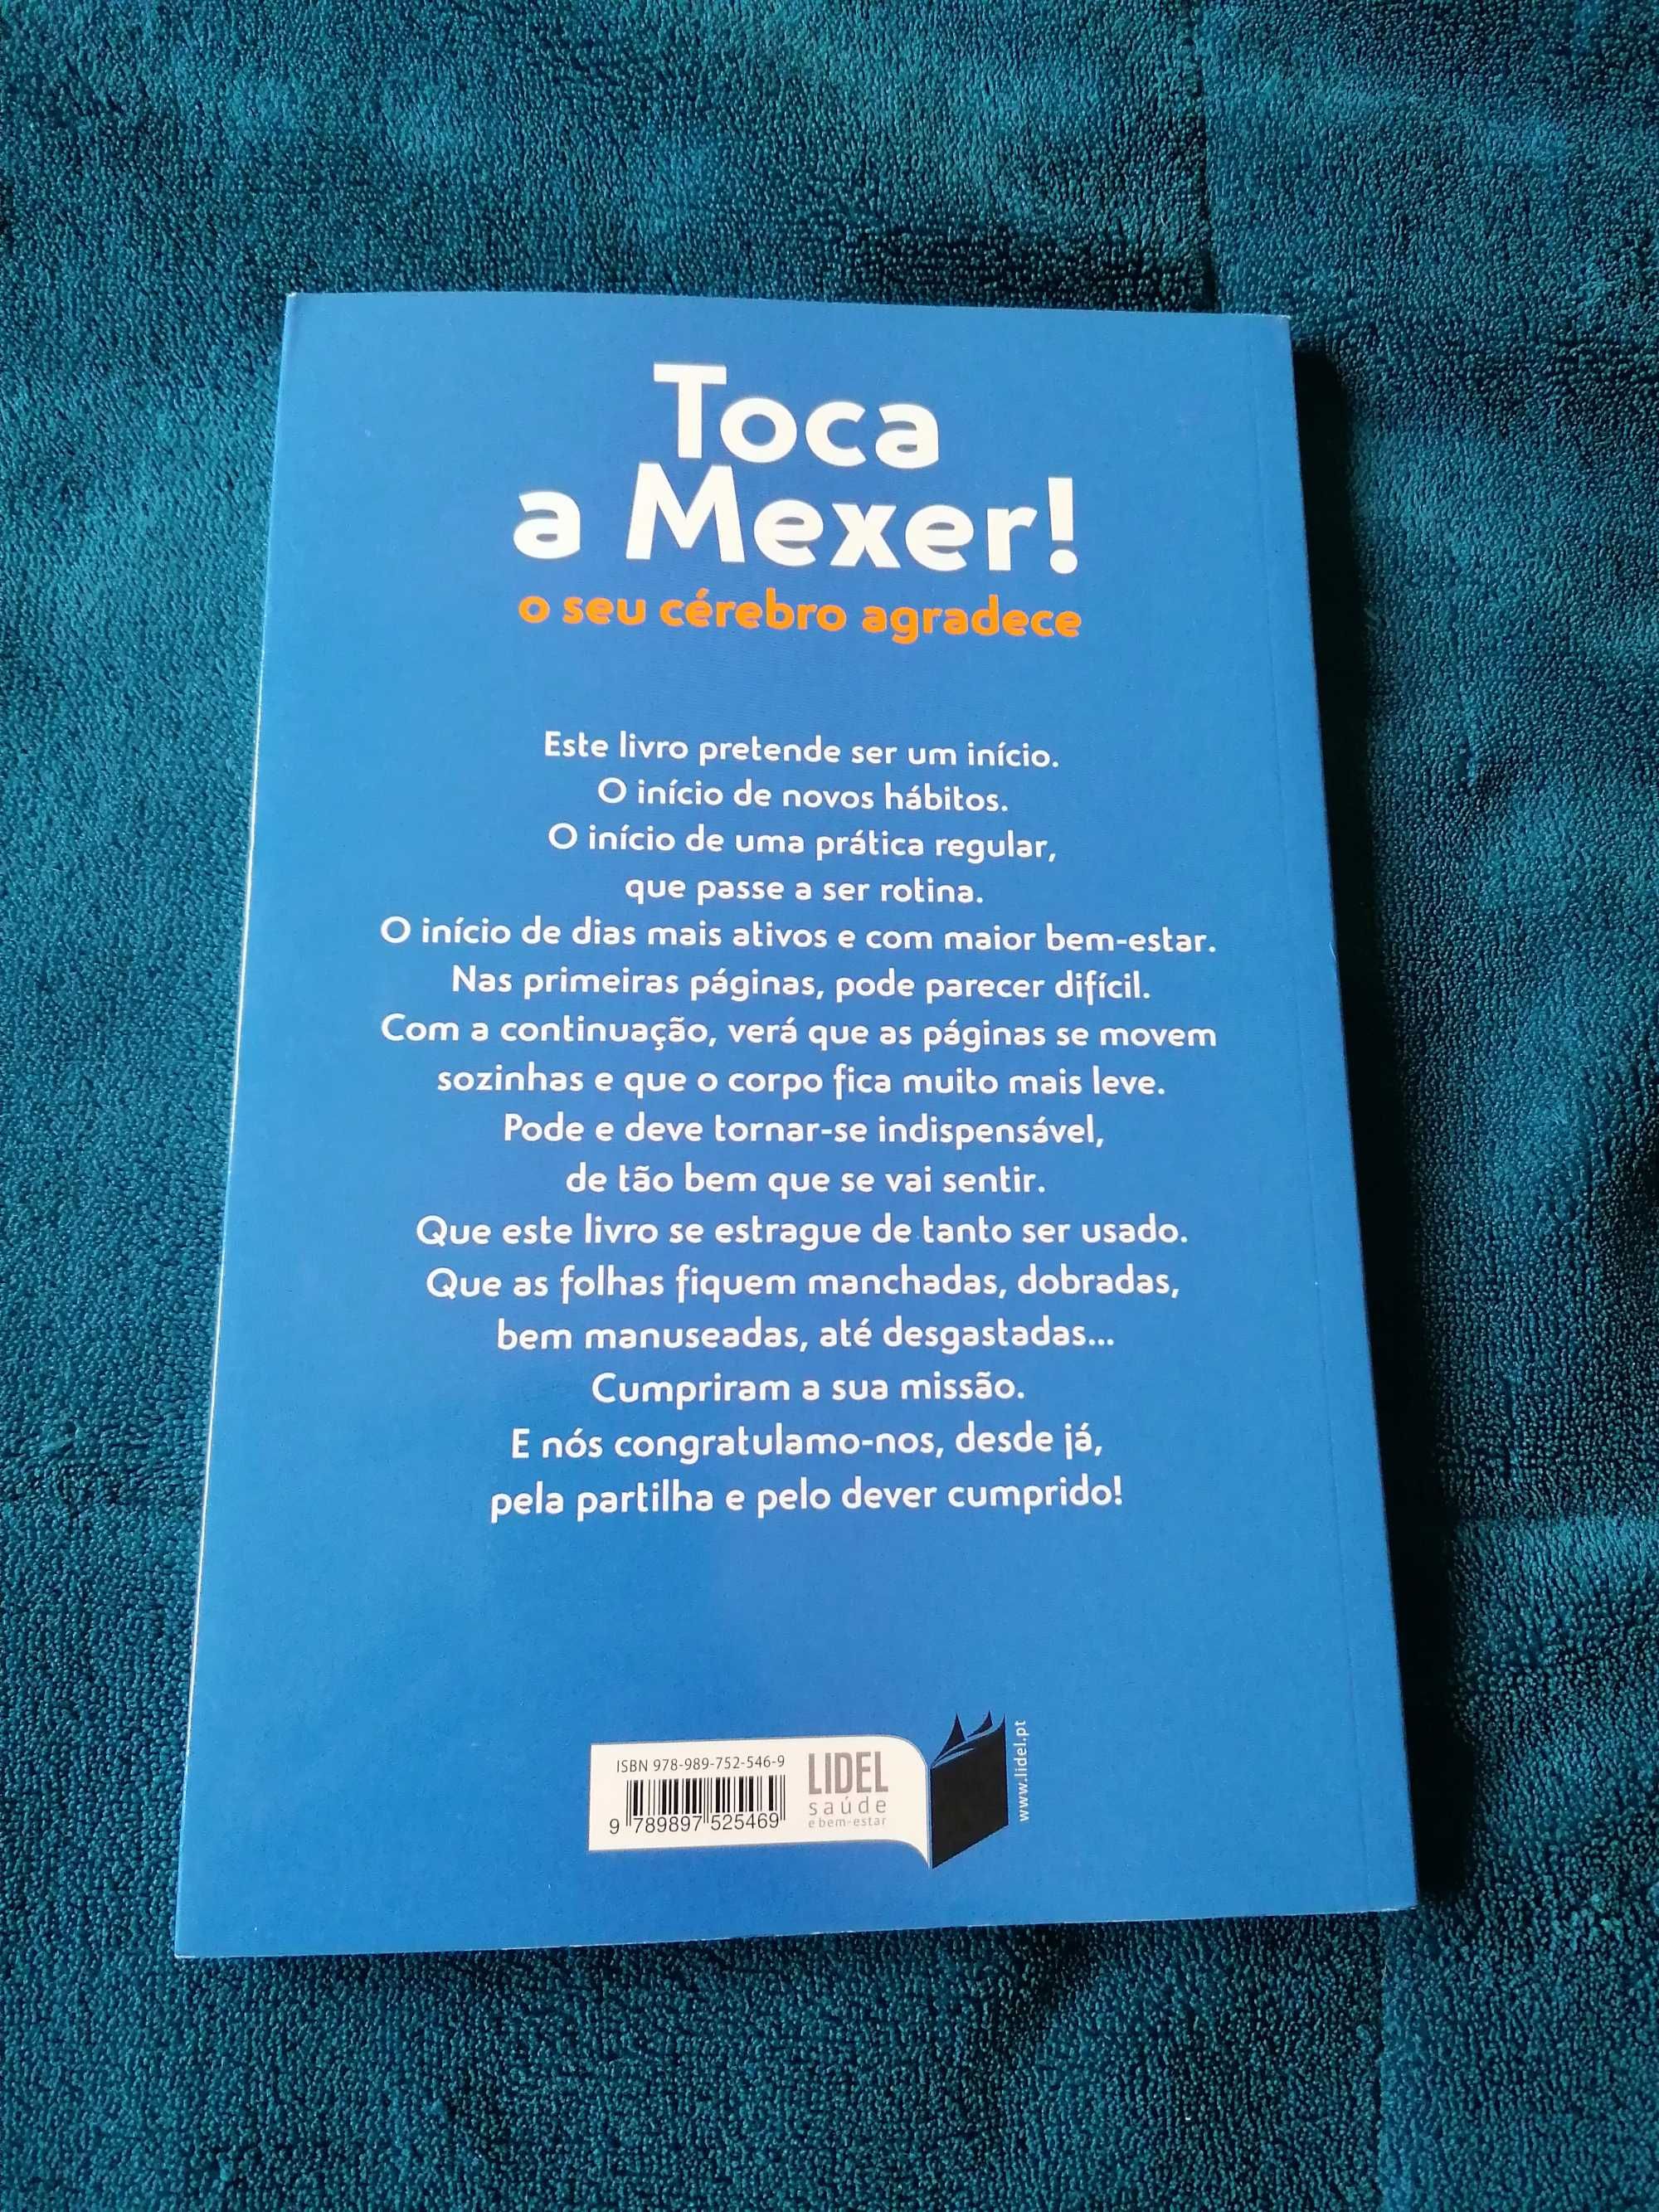 Toca
a Mexer!
o seu cérebro agradece
Este livro pretende ser um início.
O início de novos hábitos.
O início de uma prática regular,
que passe a ser rotina.
O início de dias mais ativos e com maior bem-estar.
Nas primeiras páginas, pode parecer difícil.
Com a continuação, verá que as páginas se movem
sozinhas e que o corpo fica muito mais leve.
Pode e deve tornar-se indispensável,
de tão bem que se vai sentir.
Que este livro se estrague de tanto ser usado.
Que as folhas fiquem manchadas, dobradas,
bem manuseadas, até desgastadas...
Cumpriram a sua missão.
E nós congratulamo-nos, desde já,
pela partilha e pelo dever cumprido!
ISBN 978-989-752-546-9
9 789897 525469
LIDEL
saúde
e bem-estar
www.lidel.pt